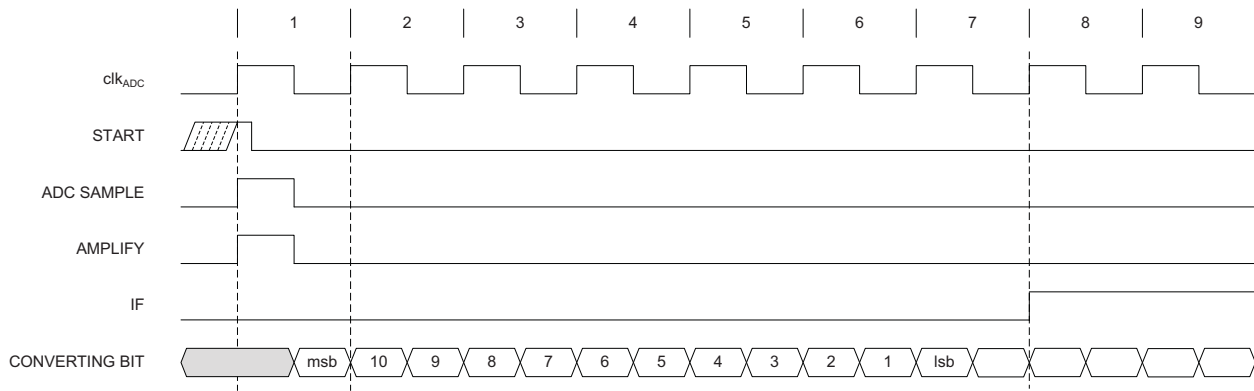 1 2 3 4 5 6 7 8 9
clkADC
START
ADC SAMPLE
AMPLIFY
IF
CONVERTING BIT msb 10 9 8 7 6 5 4 3 2 1 lsb